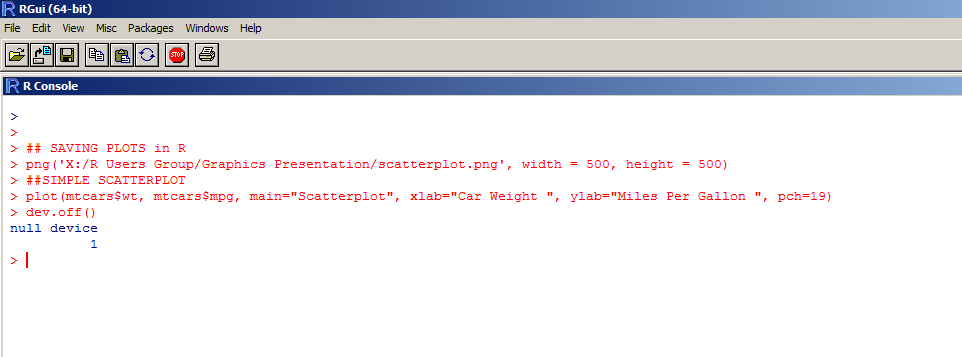 RGui (64-bit)
File Edit View Misc Packages Windows Help
STOP
R Console
>
>
> ## SAVING PLOTS in R
> png('X:/R Users Group/Graphics Presentation/scatterplot.png', width = 500, height = 500)
> ##SIMPLE SCATTERPLOT
> plot(mtcars$wt, mtcars$mpg, main="Scatterplot", xlab="Car Weight ", ylab="Miles Per Gallon ", pch=19)
> dev.off()
null device
          1
>